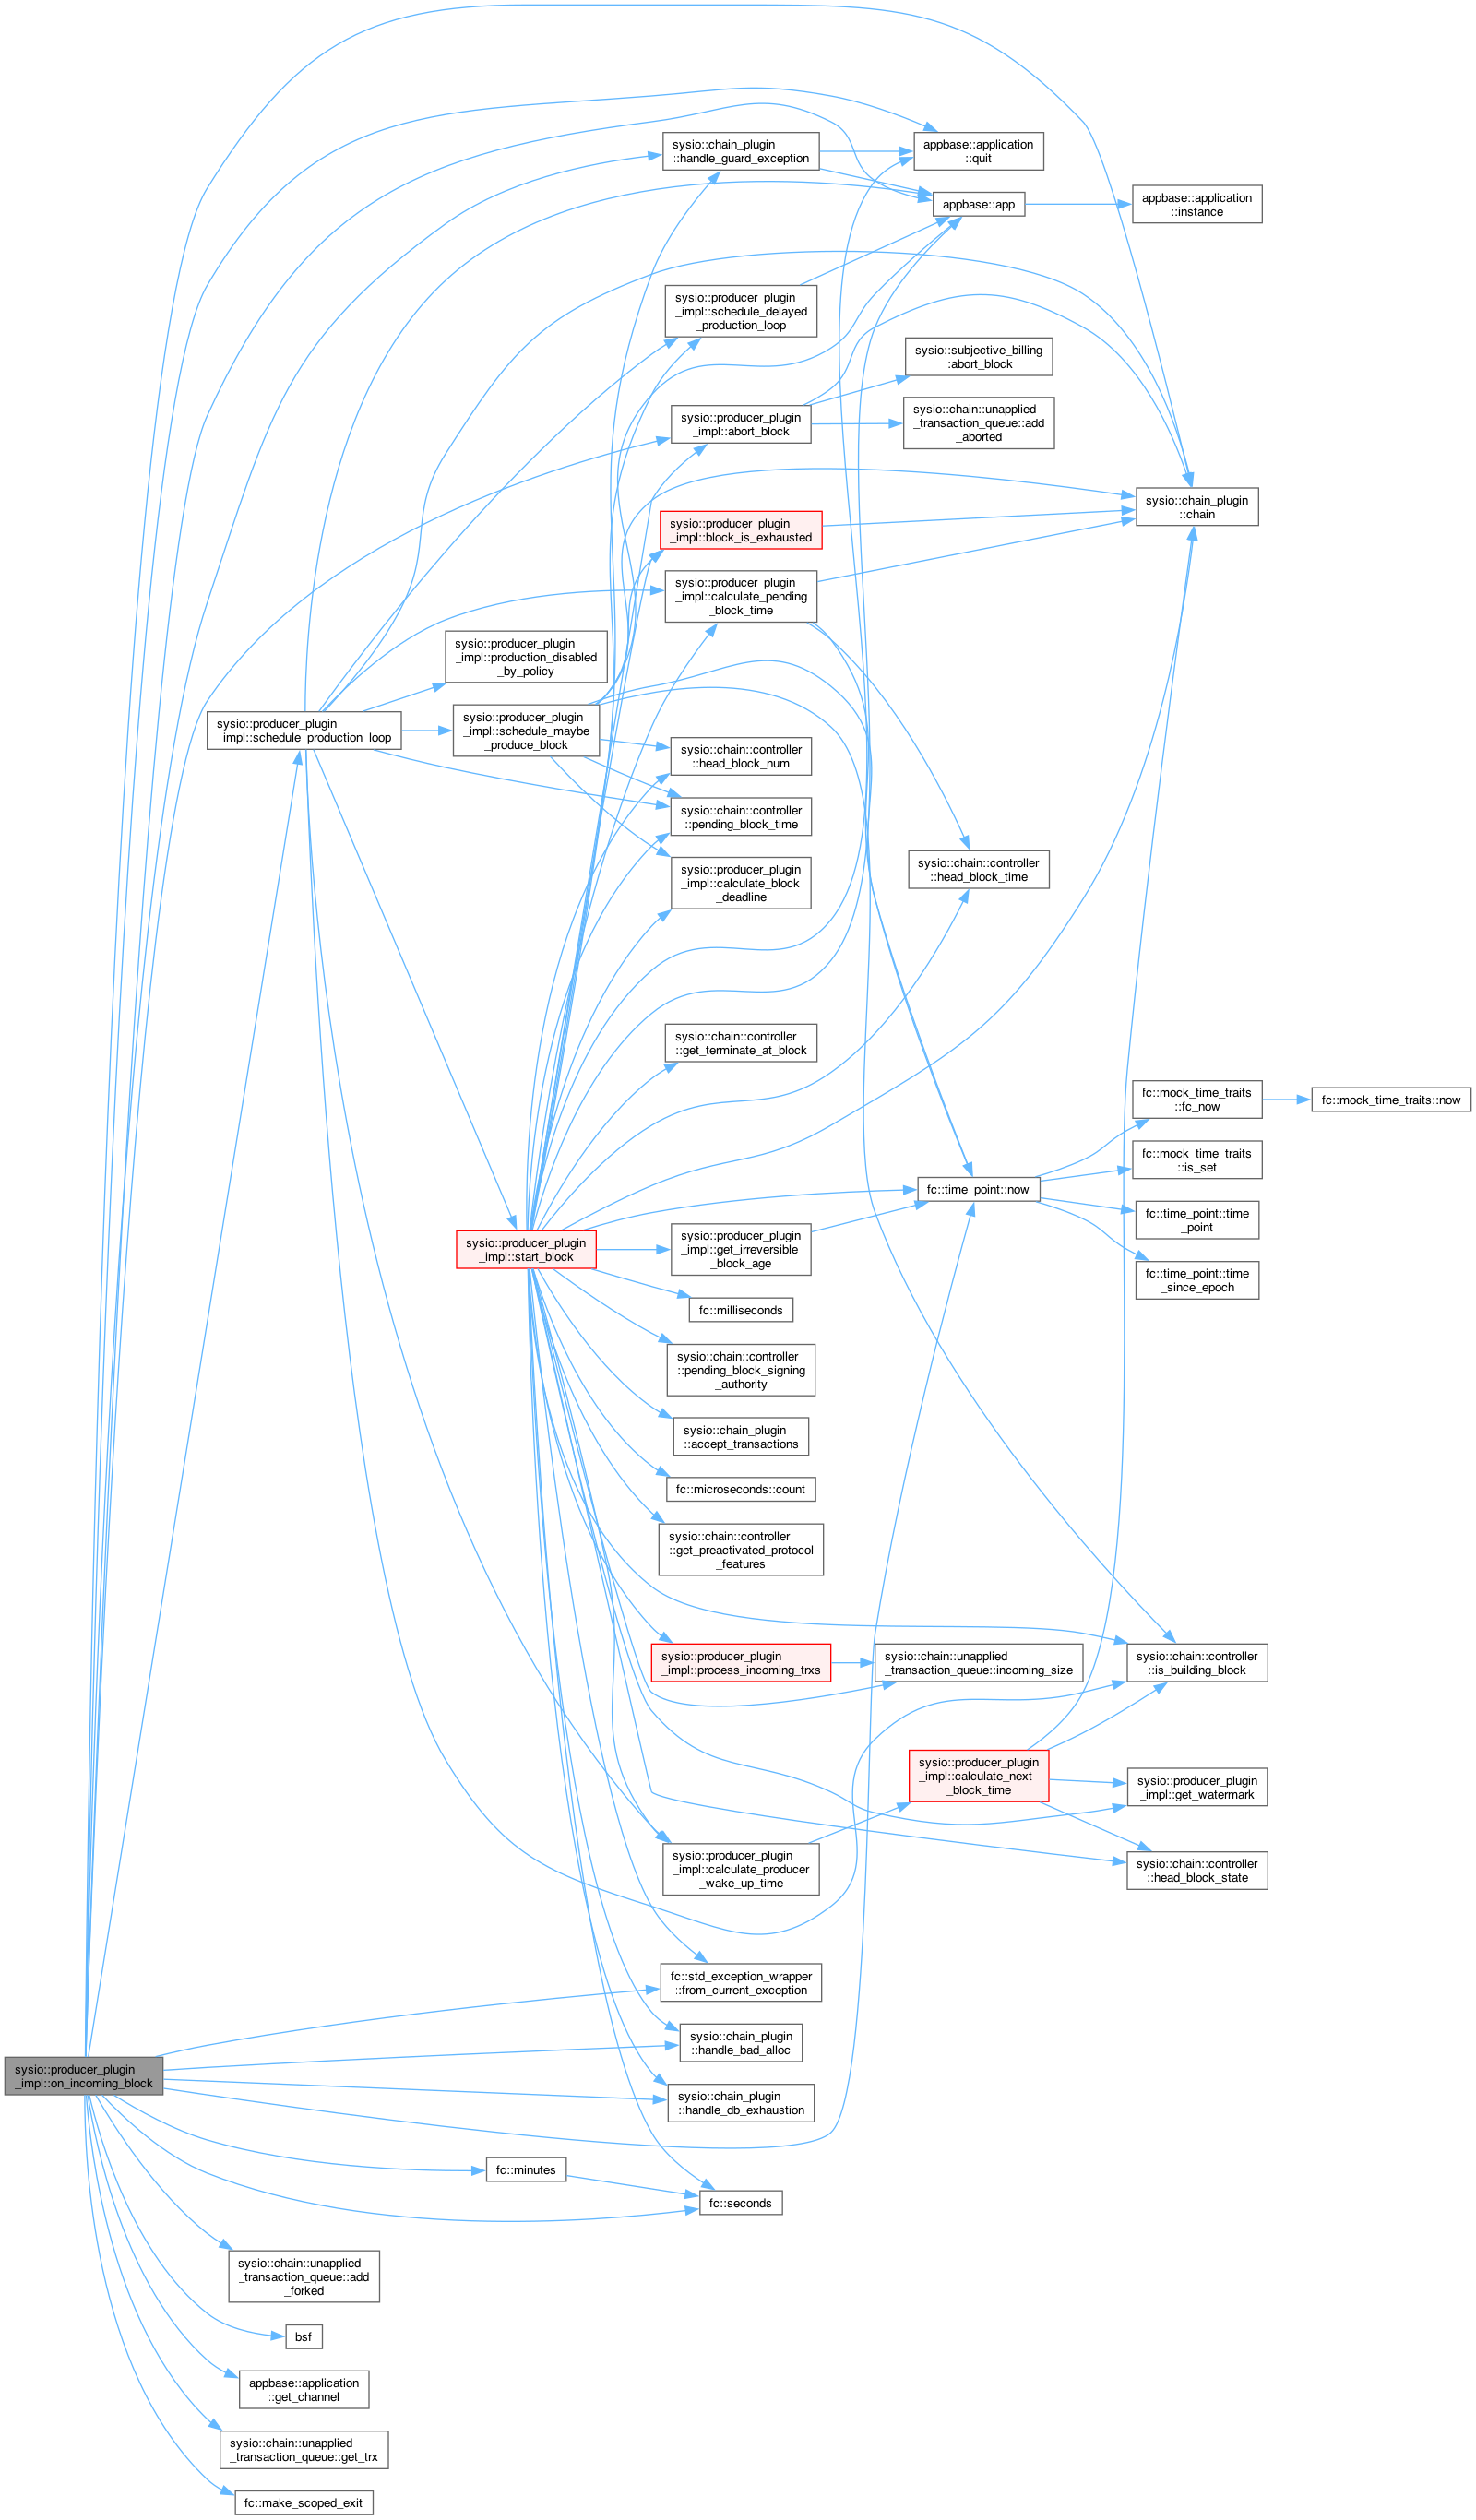 sysio::chain_plugin
::handle_guard_exception
appbase::application
::quit
appbase::app
appbase::application
::instance
sysio::producer_plugin
_impl::schedule_delayed
_production_loop
sysio::subjective_billing
::abort_block
sysio::producer_plugin
_impl::abort_block
sysio::chain::unapplied
_transaction_queue::add
_aborted
sysio::chain_plugin
::chain
sysio::producer_plugin
_impl::block_is_exhausted
sysio::producer_plugin
_impl::calculate_pending
_block_time
sysio::producer_plugin
_impl::production_disabled
_by_policy
sysio::producer_plugin
_impl::schedule_production_loop
sysio::producer_plugin
_impl::schedule_maybe
_produce_block
sysio::chain::controller
::head_block_num
sysio::chain::controller
::pending_block_time
sysio::producer_plugin
_impl::calculate_block
_deadline
sysio::chain::controller
::head_block_time
sysio::chain::controller
::get_terminate_at_block
fc::mock_time_traits
::fc_now
fc::mock_time_traits::now
fc::mock_time_traits
::is_set
fc::time_point::now
fc::time_point::time
_point
sysio::producer_plugin
_impl::start_block
sysio::producer_plugin
_impl::get_irreversible
_block_age
fc::time_point::time
_since_epoch
fc::milliseconds
sysio::chain::controller
::pending_block_signing
_authority
sysio::chain_plugin
::accept_transactions
fc::microseconds::count
sysio::chain::controller
::get_preactivated_protocol
_features
sysio::producer_plugin
_impl::process_incoming_trxs
sysio::chain::unapplied
_transaction_queue::incoming_size
sysio::chain::controller
::is_building_block
sysio::producer_plugin
_impl::calculate_next
_block_time
sysio::producer_plugin
_impl::get_watermark
sysio::producer_plugin
_impl::calculate_producer
_wake_up_time
sysio::chain::controller
::head_block_state
fc::std_exception_wrapper
::from_current_exception
sysio::chain_plugin
::handle_bad_alloc
sysio::producer_plugin
_impl::on_incoming_block
sysio::chain_plugin
::handle_db_exhaustion
fc::minutes
fc::seconds
sysio::chain::unapplied
_transaction_queue::add
_forked
bsf
appbase::application
::get_channel
sysio::chain::unapplied
_transaction_queue::get_trx
fc::make_scoped_exit